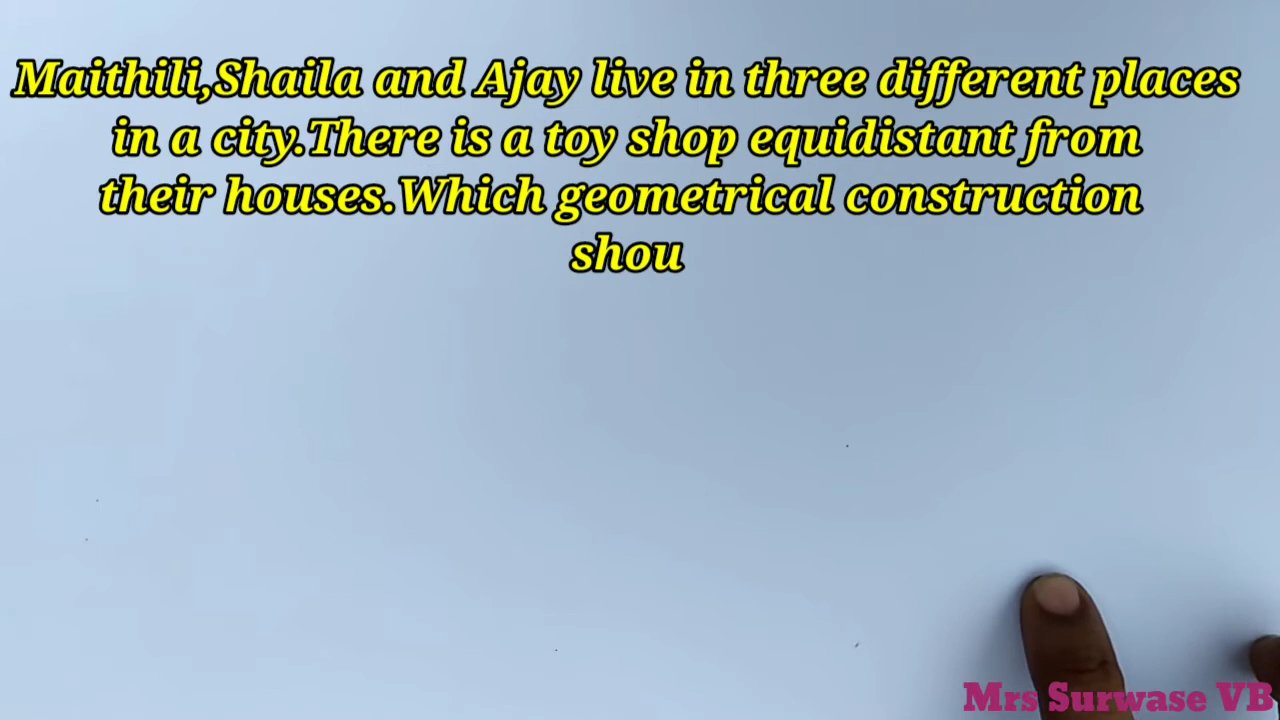 Maithili,Shaila and Ajay live in three different places
in a city.There is a toy shop equidistant from
their houses.Which geometrical construction
shou
Mrs Surwase VB